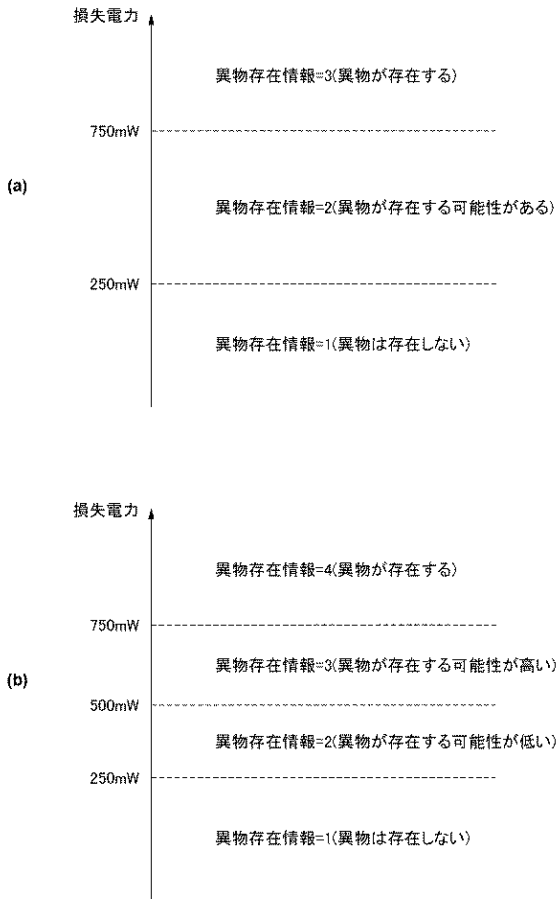 損失電力
異物存在情報=3(異物が存在する)
750mW
(a)
異物存在情報=2(異物が存在する可能性がある)
250mW
異物存在情報=1(異物は存在しない)
損失電力
異物存在情報=4(異物が存在する)
750mW
異物存在情報=3(異物が存在する可能性が高い)
(b)
500mW
異物存在情報=2(異物が存在する可能性が低い)
250mW
異物存在情報=1(異物は存在しない)